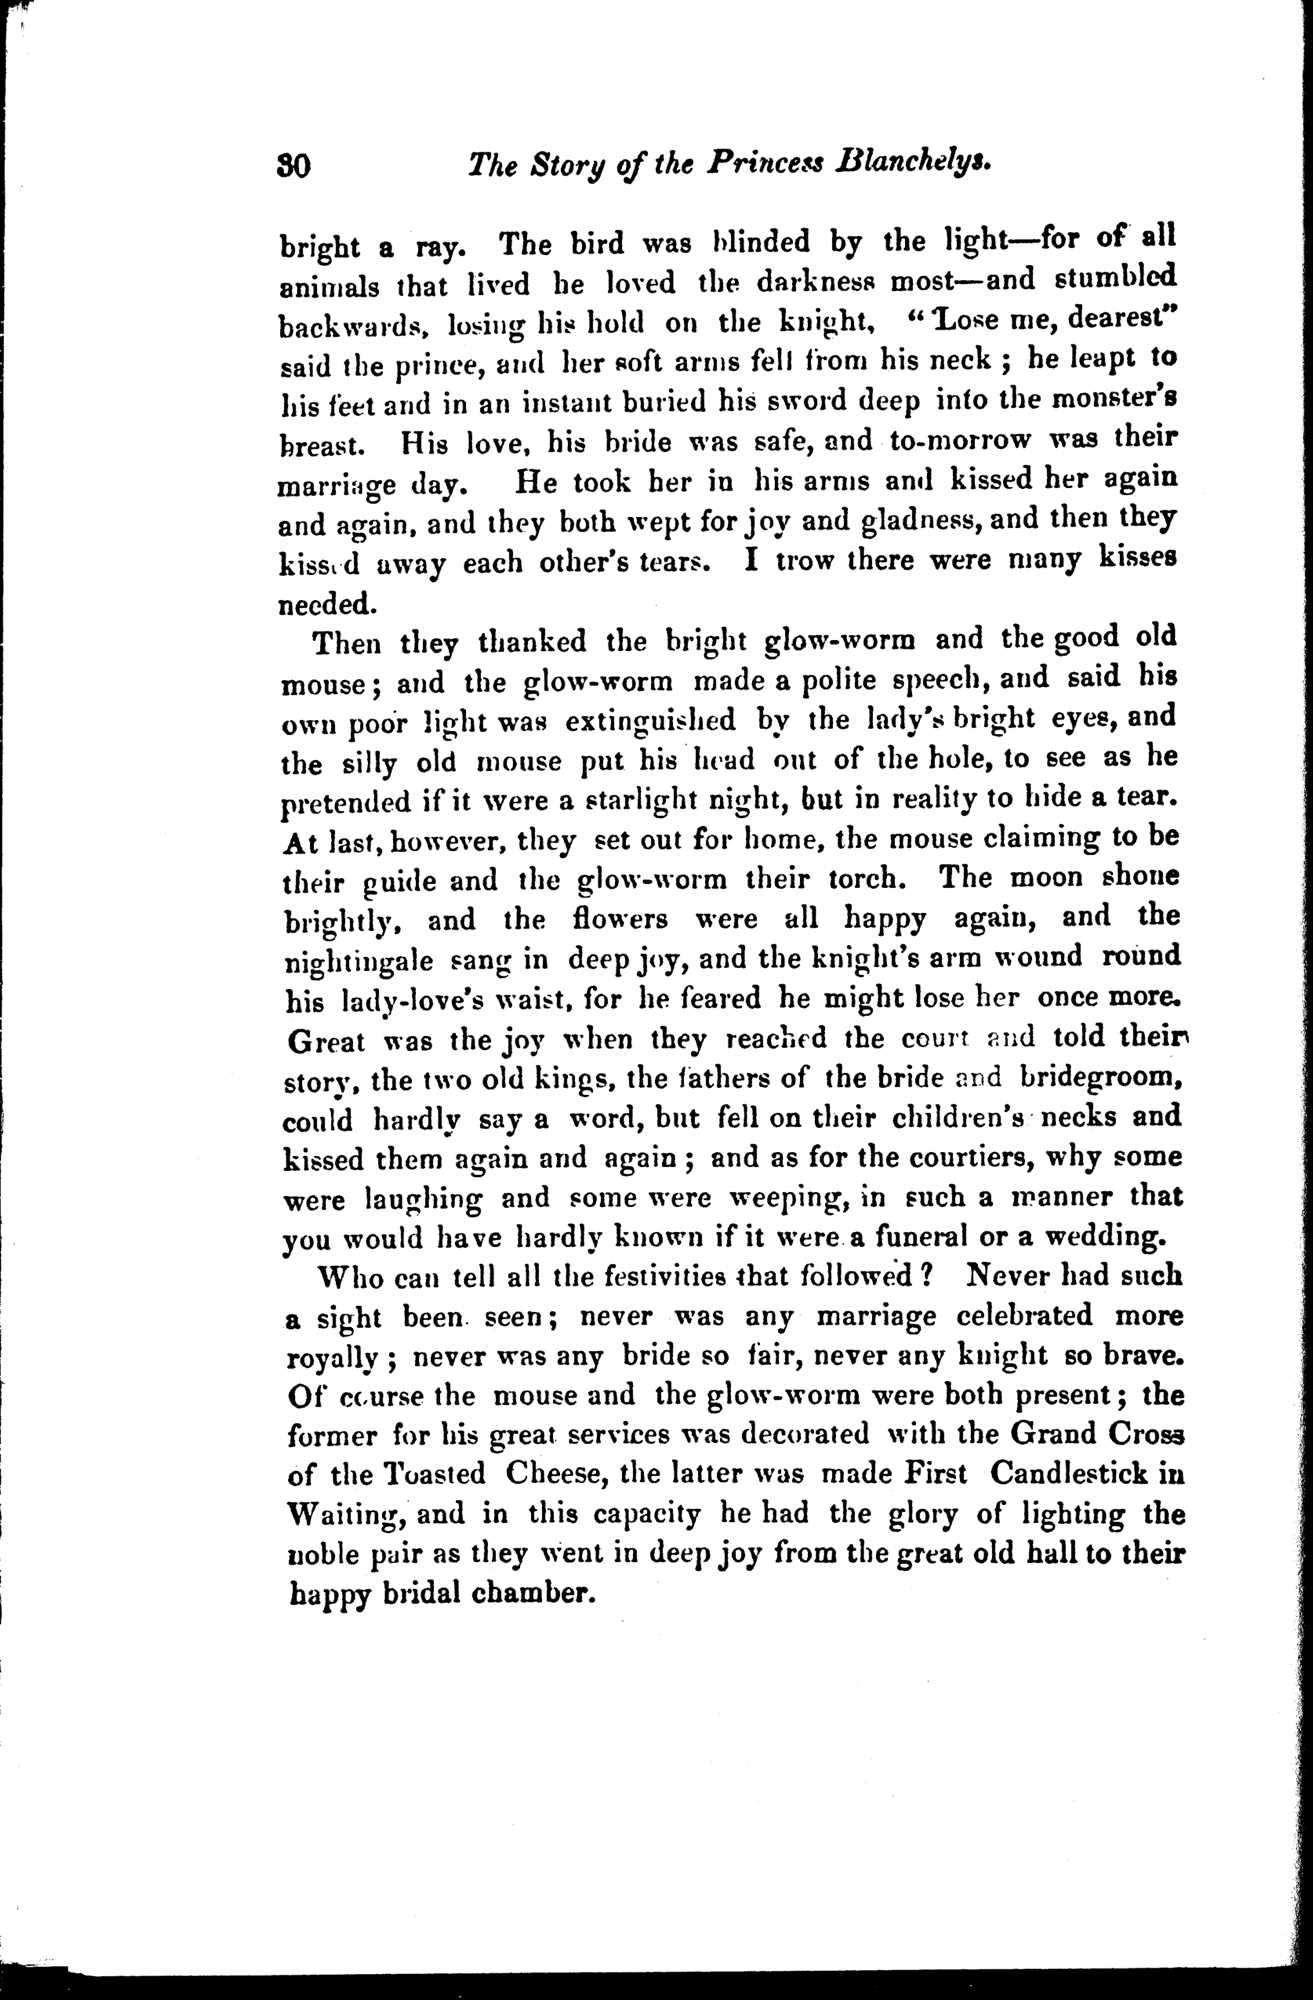 30 The Story of the Princess Blanchelys.
bright a ray. The bird was blinded by the light—for of all
animals that lived he loved the darkness most—and stumbled
backwards, losing his hold on the knight, “Lose me, dearest”
said the prince, and her soft arms fell from his neck ; he leapt to
his feet and in an instant buried his sword deep into the monster's
breast. His love, his bride was safe, and to-morrow was their
marriage day. He took her in his arms and kissed her again
and again, and they both wept for joy and gladness, and then they
kissed away each other's tears. I trow there were many kisses
needed.
Then they thanked the bright glow-worm and the good old
mouse ; and the glow-worm made a polite speech, and said his
own poor light was extinguished by the lady's bright eyes, and
the silly old mouse put his head out of the hole, to see as he
pretended if it were a starlight night, but in reality to hide a tear.
At last, however, they set out for home, the mouse claiming to be
their guide and the glow-worm their torch. The moon shone
brightly, and the flowers were all happy again, and the
nightingale sang in deep joy, and the knight's arm wound round
his lady-love's waist, for he feared he might lose her once more.
Great was the joy when they reached the court and told their
story, the two old kings, the fathers of the bride and bridegroom,
could hardly say a word, but fell on their children's necks and
kissed them again and again ; and as for the courtiers, why some
were laughing and some were weeping, in such a manner that
you would have hardly known if it were a funeral or a wedding.
Who can tell all the festivities that followed ? Never had such
a sight been seen ; never was any marriage celebrated more
royally ; never was any bride so fair, never any knight so brave.
Of course the mouse and the glow-worm were both present ; the
former for his great services was decorated with the Grand Cross
of the Toasted Cheese, the latter was made First Candlestick in
Waiting, and in this capacity he had the glory of lighting the
noble pair as they went in deep joy from the great old hall to their
happy bridal chamber.